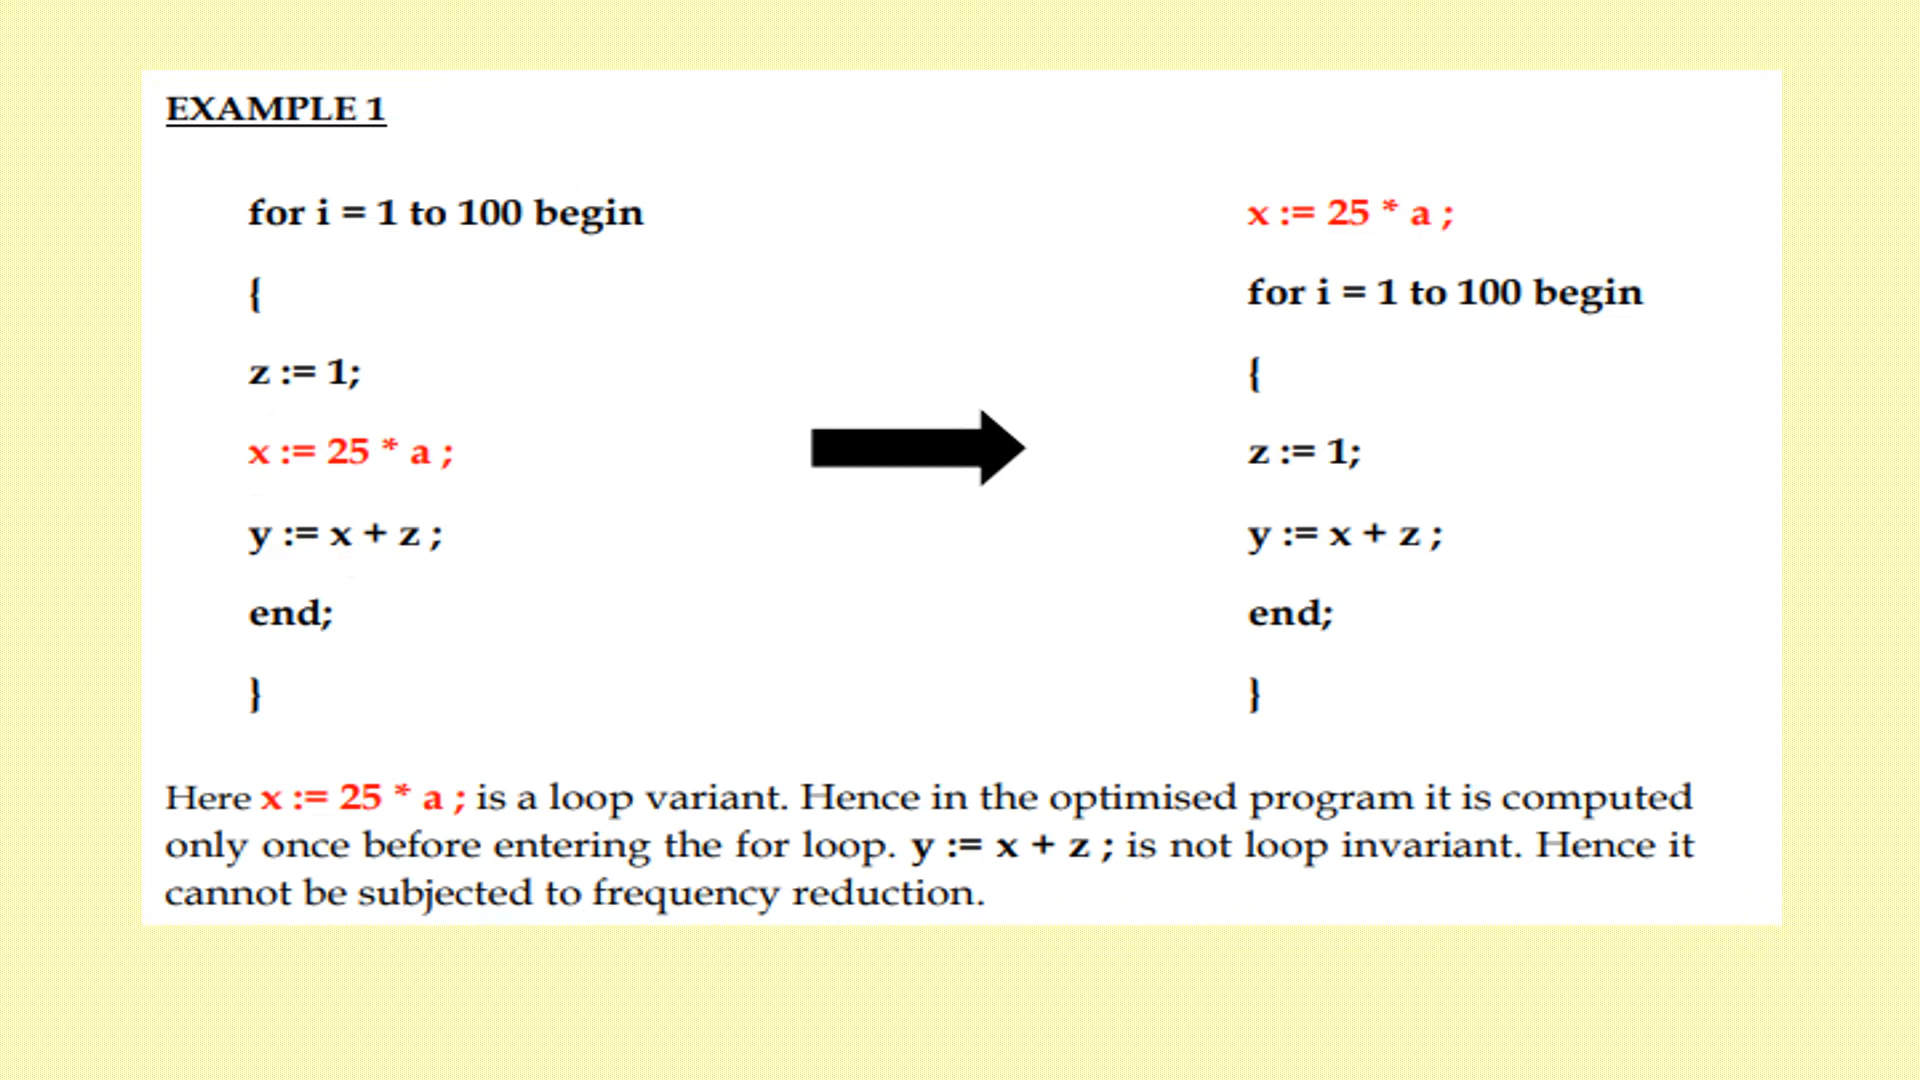 EXAMPLE 1
for i = 1 to 100 begin
{
z := 1;
x := 25 * a ;
y := x + z ;
end;
}
x := 25 * a ;
for i = 1 to 100 begin
{
z := 1;
y := x + z ;
end;
}
Here x := 25 * a ; is a loop variant. Hence in the optimised program it is computed
only once before entering the for loop. y := x + z ; is not loop invariant. Hence it
cannot be subjected to frequency reduction.